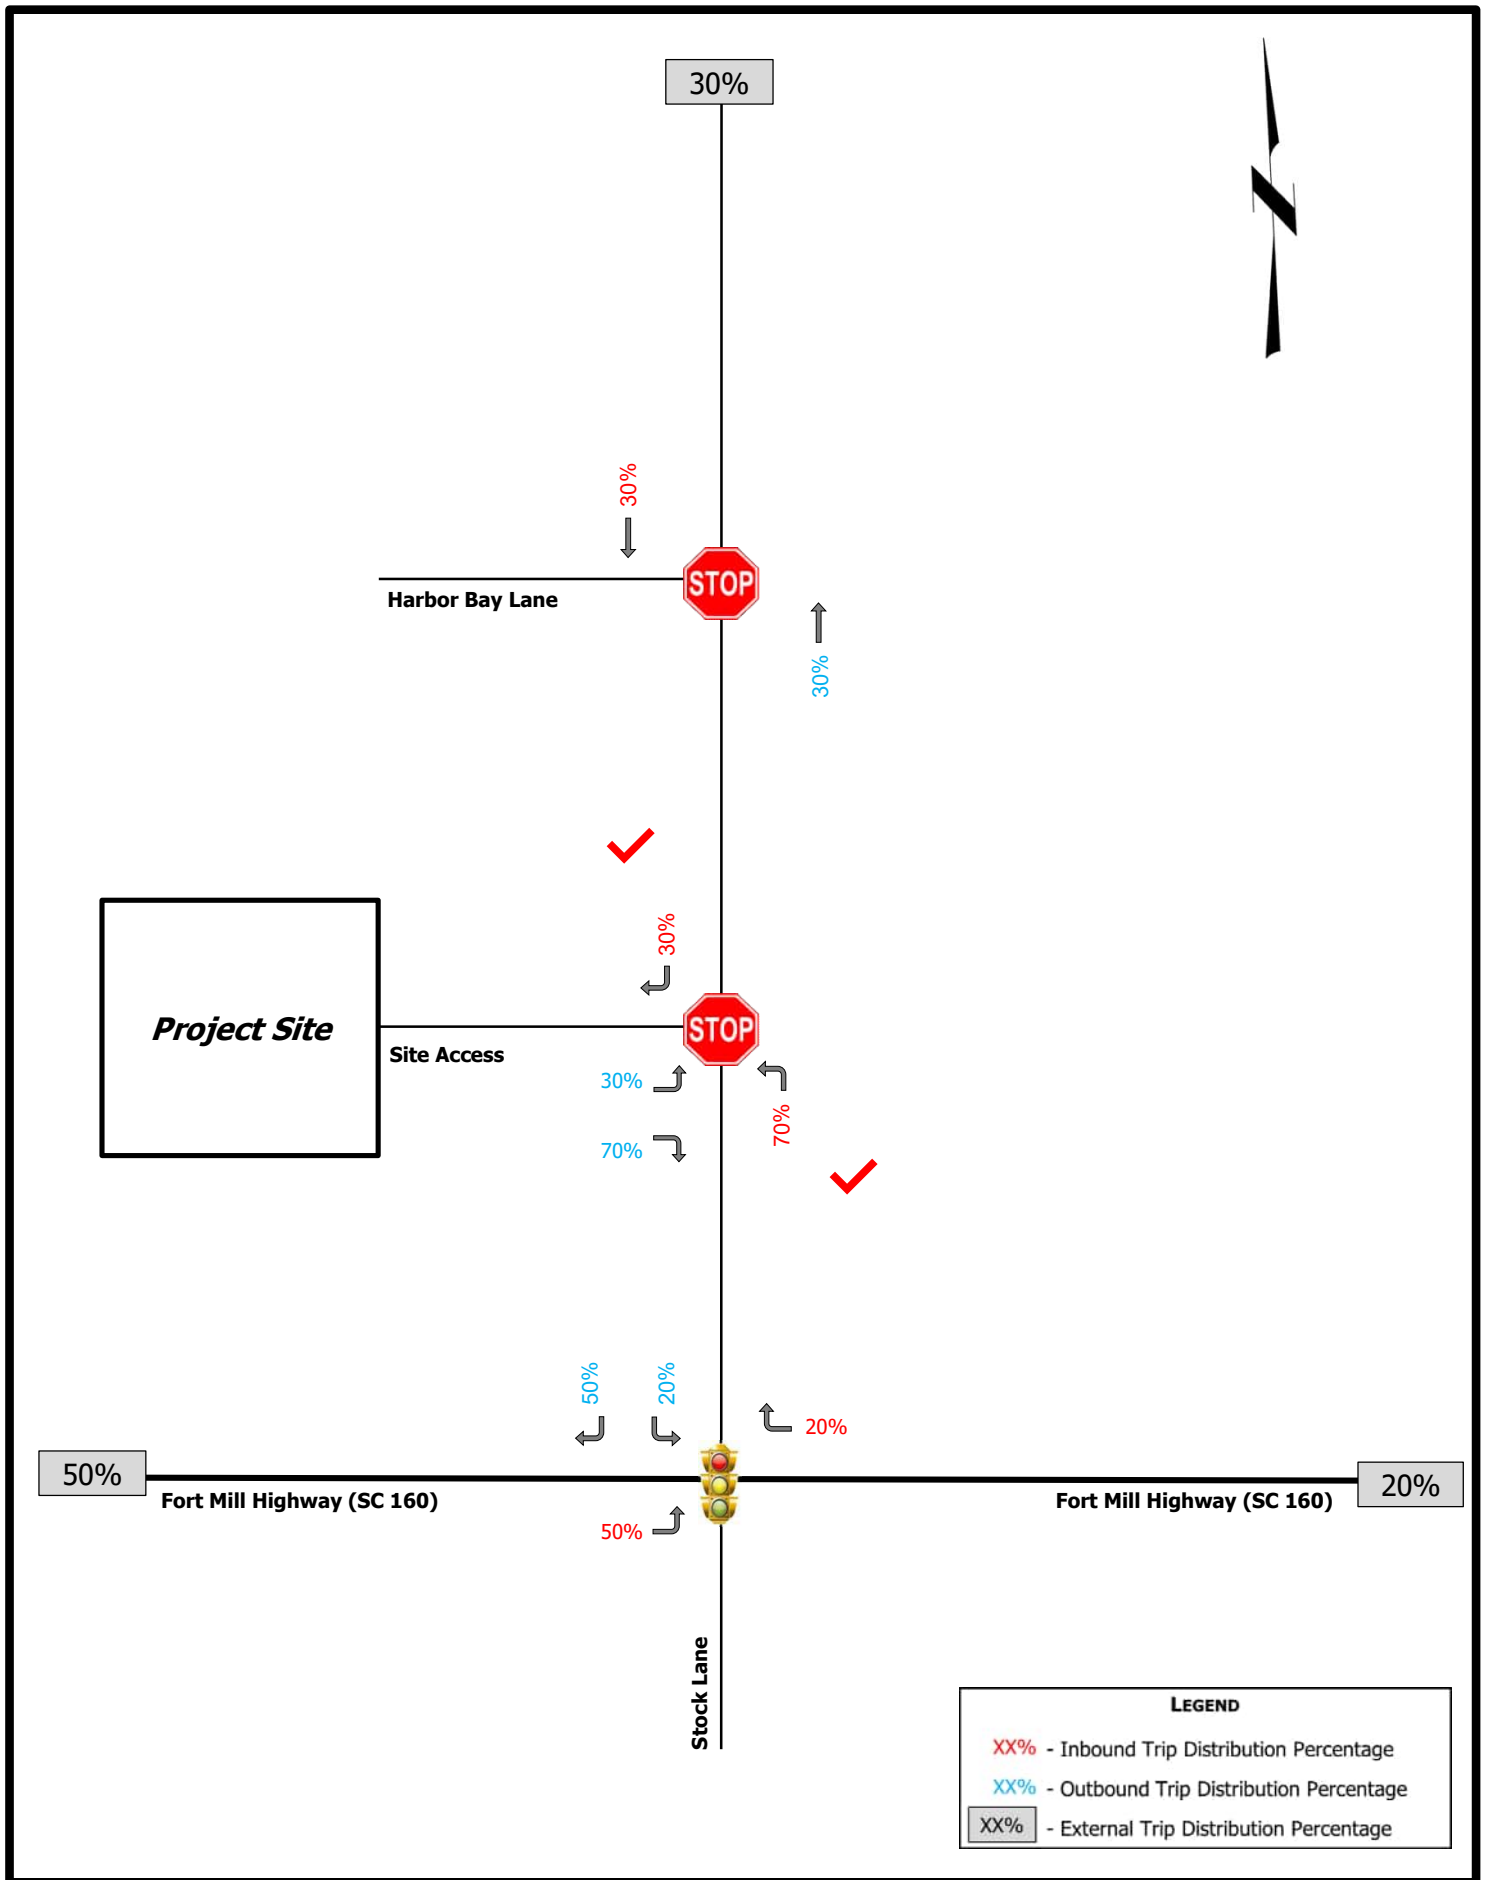 30%
30%
STOP
Harbor Bay Lane
30%
30%
Project Site
STOP
Site Access
30%
70%
70%
50%
20%
20%
50%
Fort Mill Highway (SC 160)
Fort Mill Highway (SC 160)
20%
50%
Stock Lane
LEGEND
XX% - Inbound Trip Distribution Percentage
XX% - Outbound Trip Distribution Percentage
XX% - External Trip Distribution Percentage